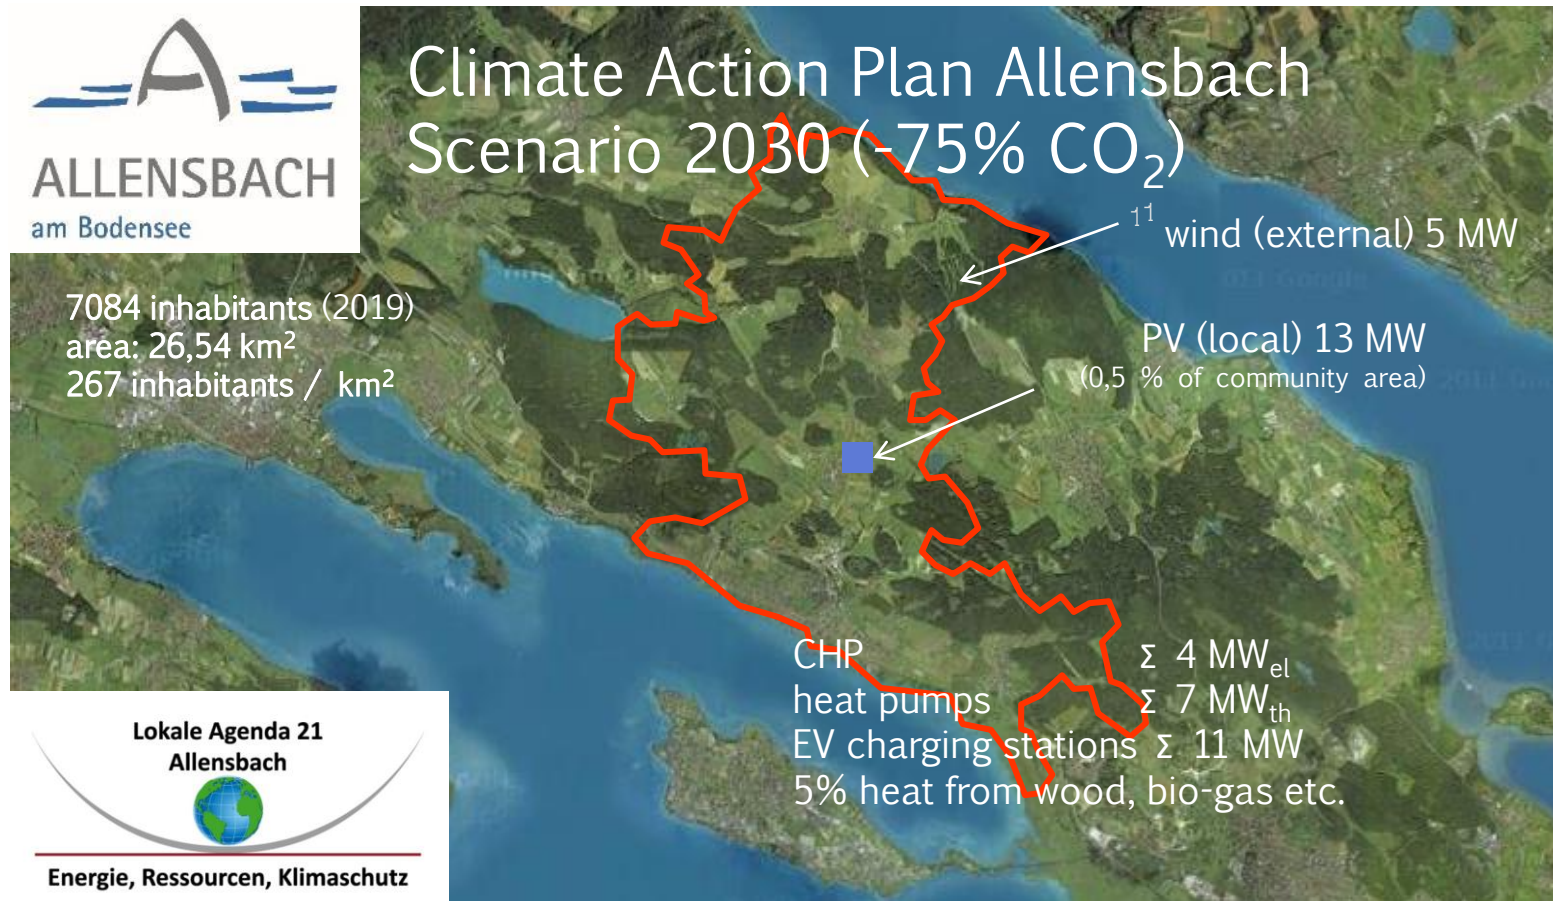 ALLENSBACH
am Bodensee
Climate Action Plan Allensbach
Scenario 2030 (-75% CO₂)
7084 inhabitants (2019)
area: 26,54 km²
267 inhabitants / km²
1¹ wind (external) 5 MW
PV (local) 13 MW
(0,5 % of community area)
CHP Σ 4 MWel
heat pumps Σ 7 MWth
EV charging stations Σ 11 MW
5% heat from wood, bio-gas etc.
Lokale Agenda 21
Allensbach
Energie, Ressourcen, Klimaschutz